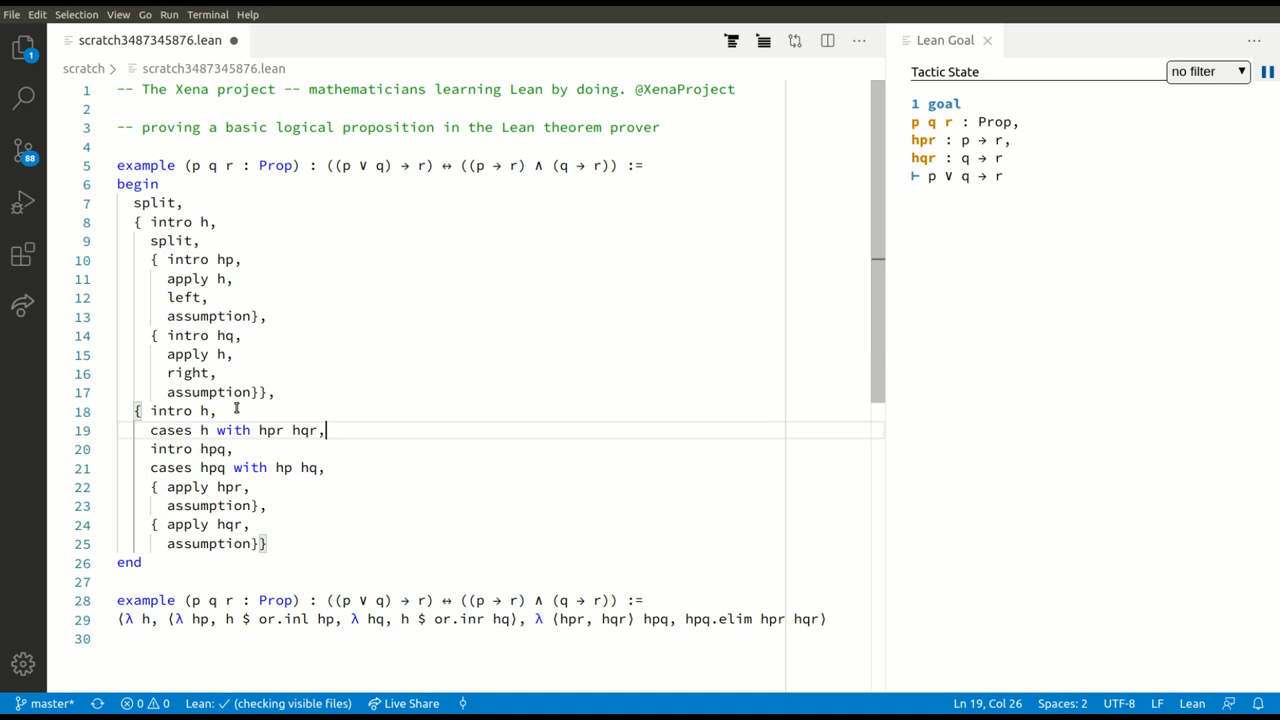 File Edit Selection View Go Run Terminal Help
scratch3487345876.lean
Lean Goal
scratch scratch3487345876.lean
Tactic State no filter
1 -- The Xena project -- mathematicians learning Lean by doing. @XenaProject
2
3 -- proving a basic logical proposition in the Lean theorem prover
4
5 example (p q r : Prop) : ((p ∨ q) → r) ↔ ((p → r) ∧ (q → r)) :=
6 begin
7 split,
8 { intro h,
9 split,
10 { intro hp,
11 apply h,
12 left,
13 assumption},
14 { intro hq,
15 apply h,
16 right,
17 assumption}},
18 { intro h,
19 cases h with hpr hqr,
20 intro hpq,
21 cases hpq with hp hq,
22 { apply hpr,
23 assumption},
24 { apply hqr,
25 assumption}}
26 end
27
28 example (p q r : Prop) : ((p ∨ q) → r) ↔ ((p → r) ∧ (q → r)) :=
29 ⟨λ h, ⟨λ hp, h $ or.inl hp, λ hq, h $ or.inr hq⟩, λ ⟨hpr, hqr⟩ hpq, hpq.elim hpr hqr⟩
30
1 goal
p q r : Prop,
hpr : p → r,
hqr : q → r
⊢ p ∨ q → r
1
88
master* 0 0 Lean: ✓ (checking visible files) Live Share Ln 19, Col 26 Spaces: 2 UTF-8 LF Lean